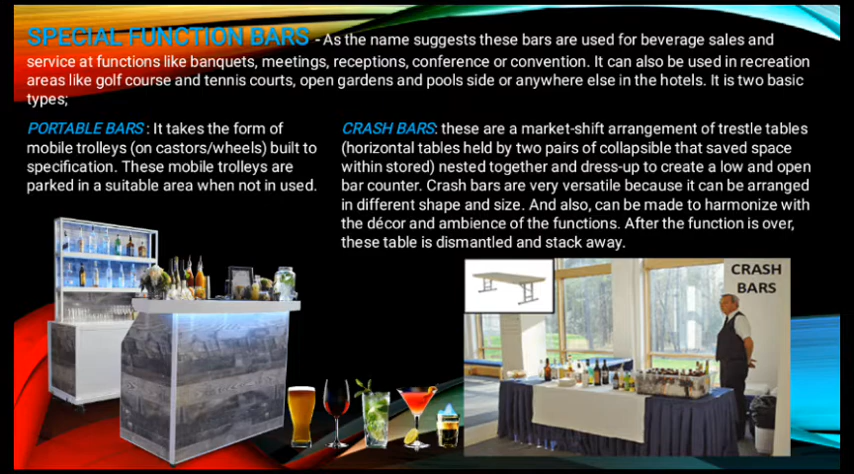 SPECIAL FUNCTION BARS - As the name suggests these bars are used for beverage sales and
service at functions like banquets, meetings, receptions, conference or convention. It can also be used in recreation
areas like golf course and tennis courts, open gardens and pools side or anywhere else in the hotels. It is two basic
types;
PORTABLE BARS : It takes the form of
mobile trolleys (on castors/wheels) built to
specification. These mobile trolleys are
parked in a suitable area when not in used.
CRASH BARS: these are a market-shift arrangement of trestle tables
(horizontal tables held by two pairs of collapsible that saved space
within stored) nested together and dress-up to create a low and open
bar counter. Crash bars are very versatile because it can be arranged
in different shape and size. And also, can be made to harmonize with
the décor and ambience of the functions. After the function is over,
these table is dismantled and stack away.
CRASH
BARS